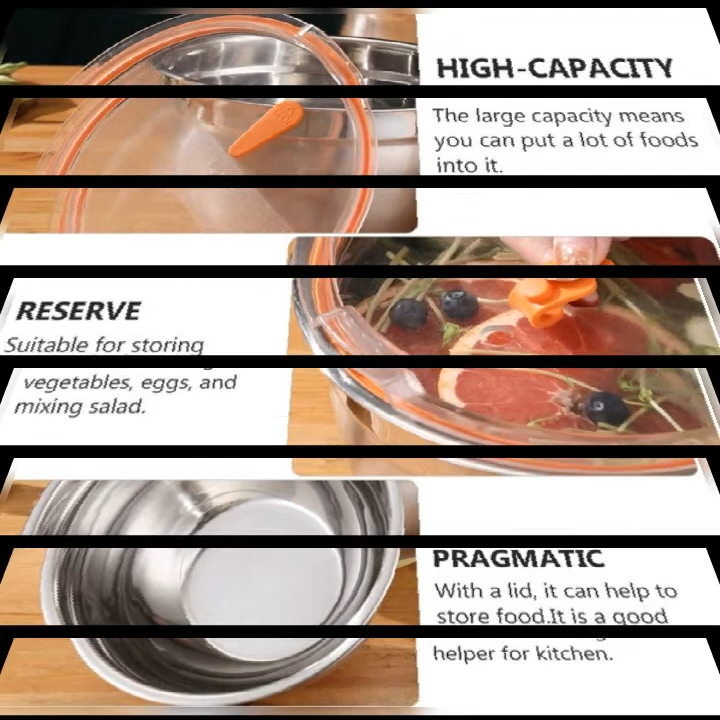 HIGH-CAPACITY
The large capacity means
you can put a lot of foods
into it.
RESERVE
Suitable for storing
vegetables, eggs, and
mixing salad.
PRAGMATIC
With a lid, it can help to
store food.It is a good
helper for kitchen.